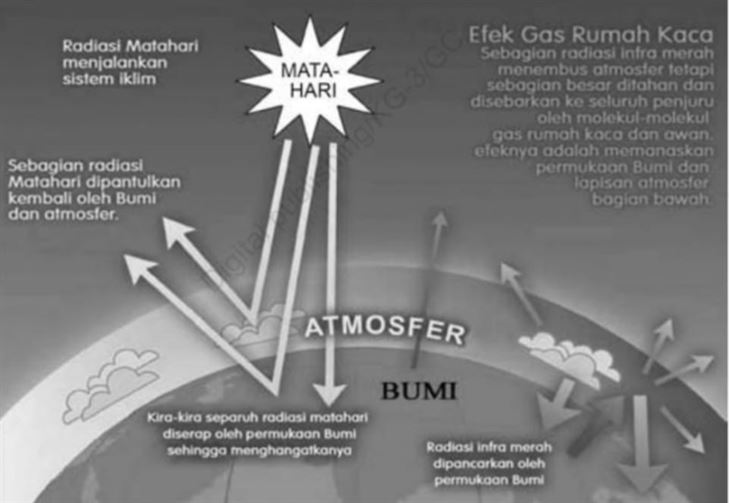 Radiasi Matahari
menjalankan
sistem iklim
MATA-
HARI
Efek Gas Rumah Kaca
Sebagian radiasi infra merah
menembus atmosfer tetapi
sebagian besar ditahan dan
disebarkan ke seluruh penjuru
oleh molekul-molekul
gas rumah kaca dan awan.
efeknya adalah memanaskan
permukaan Bumi dan
lapisan atmosfer
bagian bawah.
Sebagian radiasi
Matahari dipantulkan
kembali oleh Bumi
dan atmosfer.
ATMOSFER
BUMI
Kira-kira separuh radiasi matahari
diserap oleh permukaan Bumi
sehingga menghangatkanya
Radiasi infra merah
dipancarkan oleh
permukaan Bumi